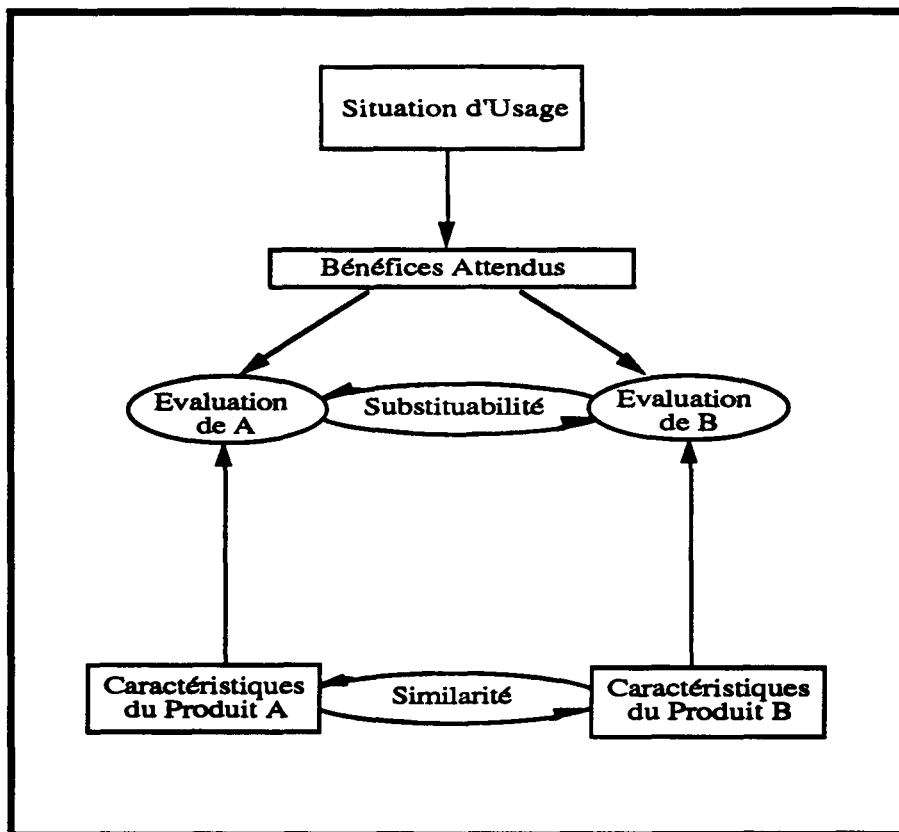 Situation d'Usage
Bénéfices Attendus
Evaluation
de A
Substituabilité
Evaluation
de B
Caractéristiques
du Produit A
Similarité
Caractéristiques
du Produit B